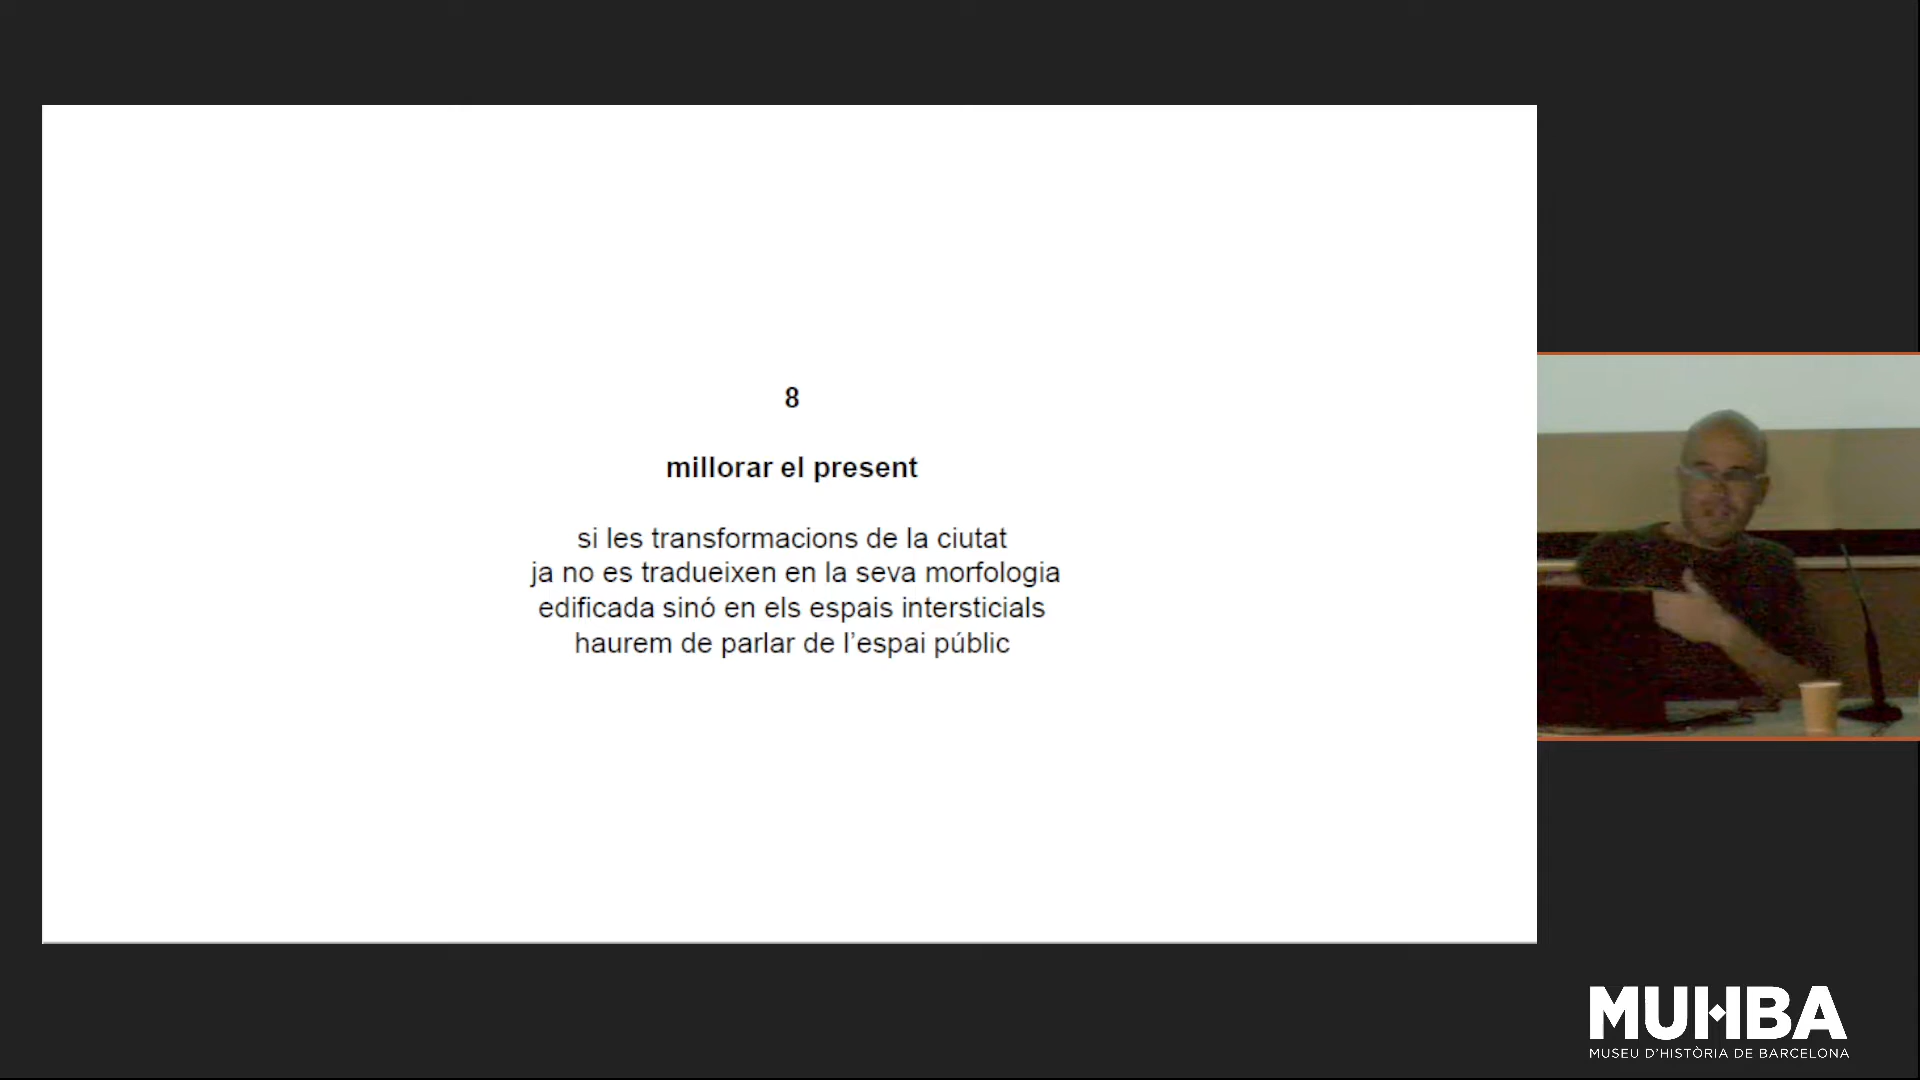 8
millorar el present
si les transformacions de la ciutat
ja no es tradueixen en la seva morfologia
edificada sinó en els espais intersticials
haurem de parlar de l'espai públic
MUHBA
MUSEU D'HISTÒRIA DE BARCELONA